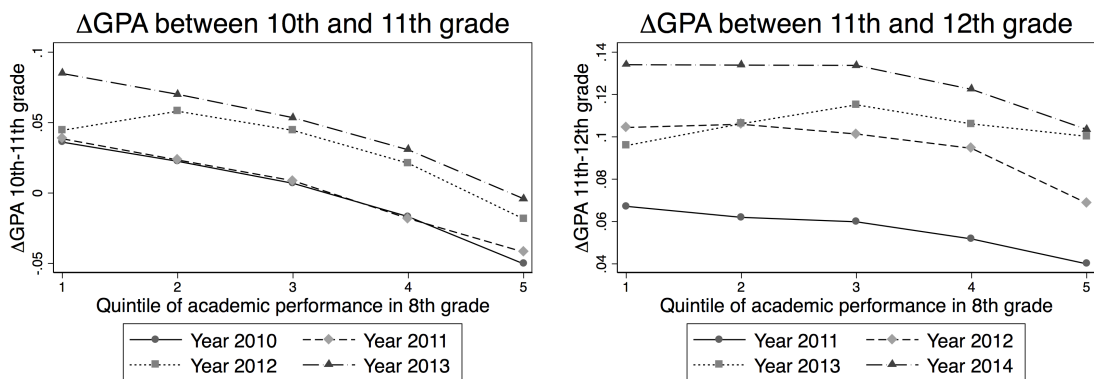 ΔGPA between 10th and 11th grade
ΔGPA 10th-11th grade
.1
.05
0
-.05
1 2 3 4 5
Quintile of academic performance in 8th grade
Year 2010 Year 2011
Year 2012 Year 2013
ΔGPA between 11th and 12th grade
ΔGPA 11th-12th grade
.14
.12
.1
.08
.06
.04
1 2 3 4 5
Quintile of academic performance in 8th grade
Year 2011 Year 2012
Year 2013 Year 2014